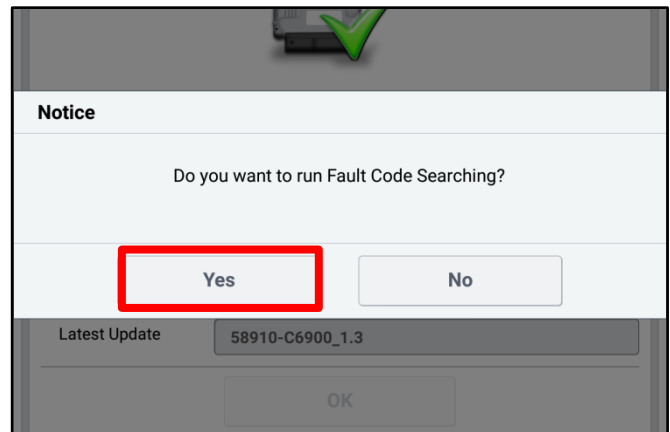 Notice
Do you want to run Fault Code Searching?
Yes No
Latest Update 58910-C6900_1.3
OK